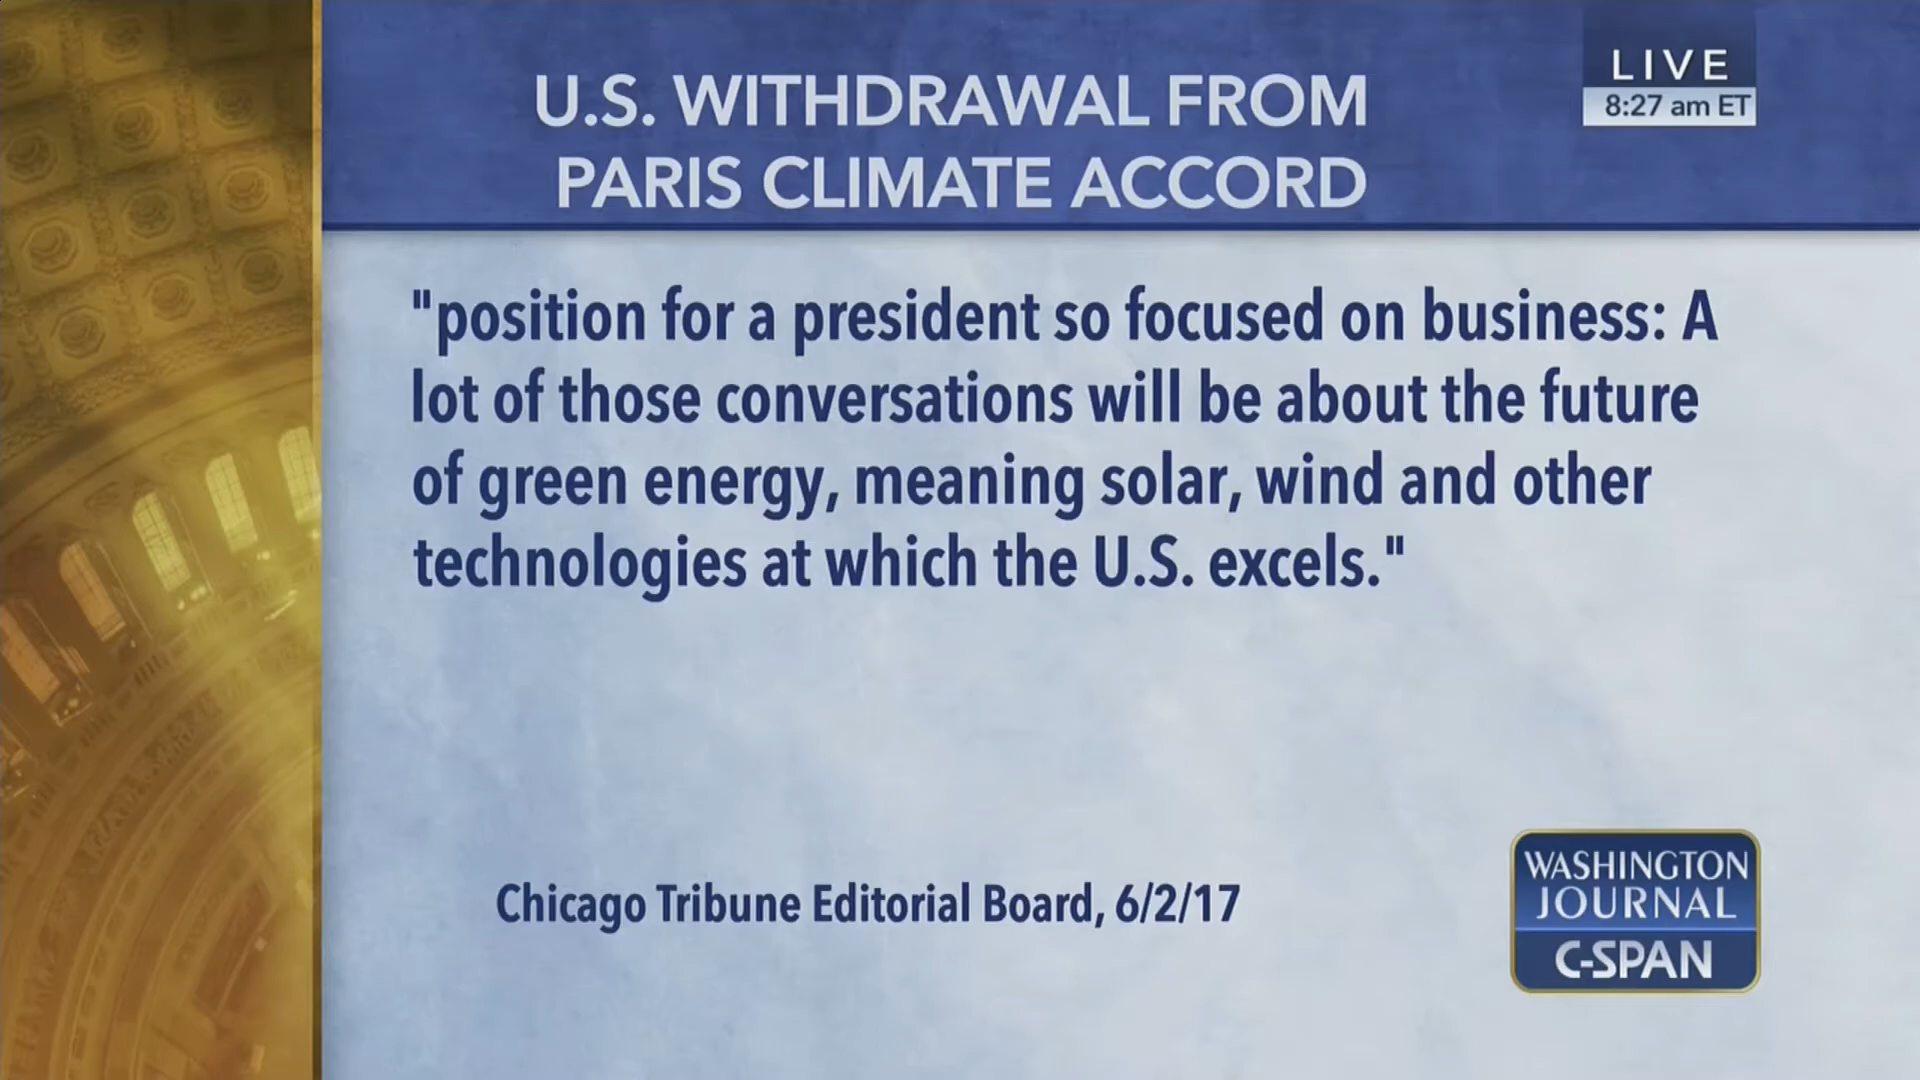 U.S. WITHDRAWAL FROM
PARIS CLIMATE ACCORD
LIVE
8:27 am ET
"position for a president so focused on business: A
lot of those conversations will be about the future
of green energy, meaning solar, wind and other
technologies at which the U.S. excels."
Chicago Tribune Editorial Board, 6/2/17
WASHINGTON
JOURNAL
C-SPAN